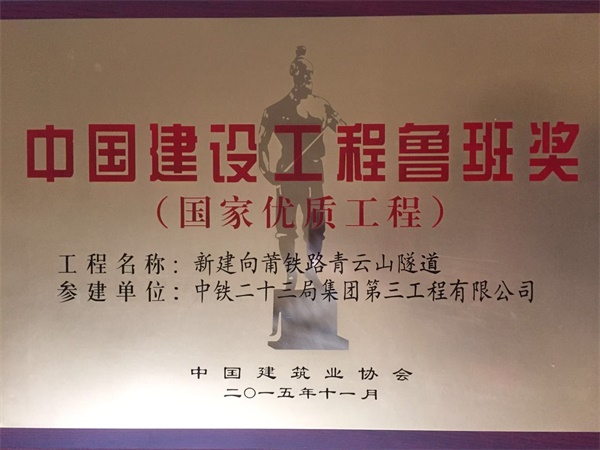 中国建设工程鲁班奖
（国家优质工程）
工程名称：新建向莆铁路青云山隧道
参建单位：中铁二十三局集团第三工程有限公司
中国建筑业协会
二〇一五年十一月